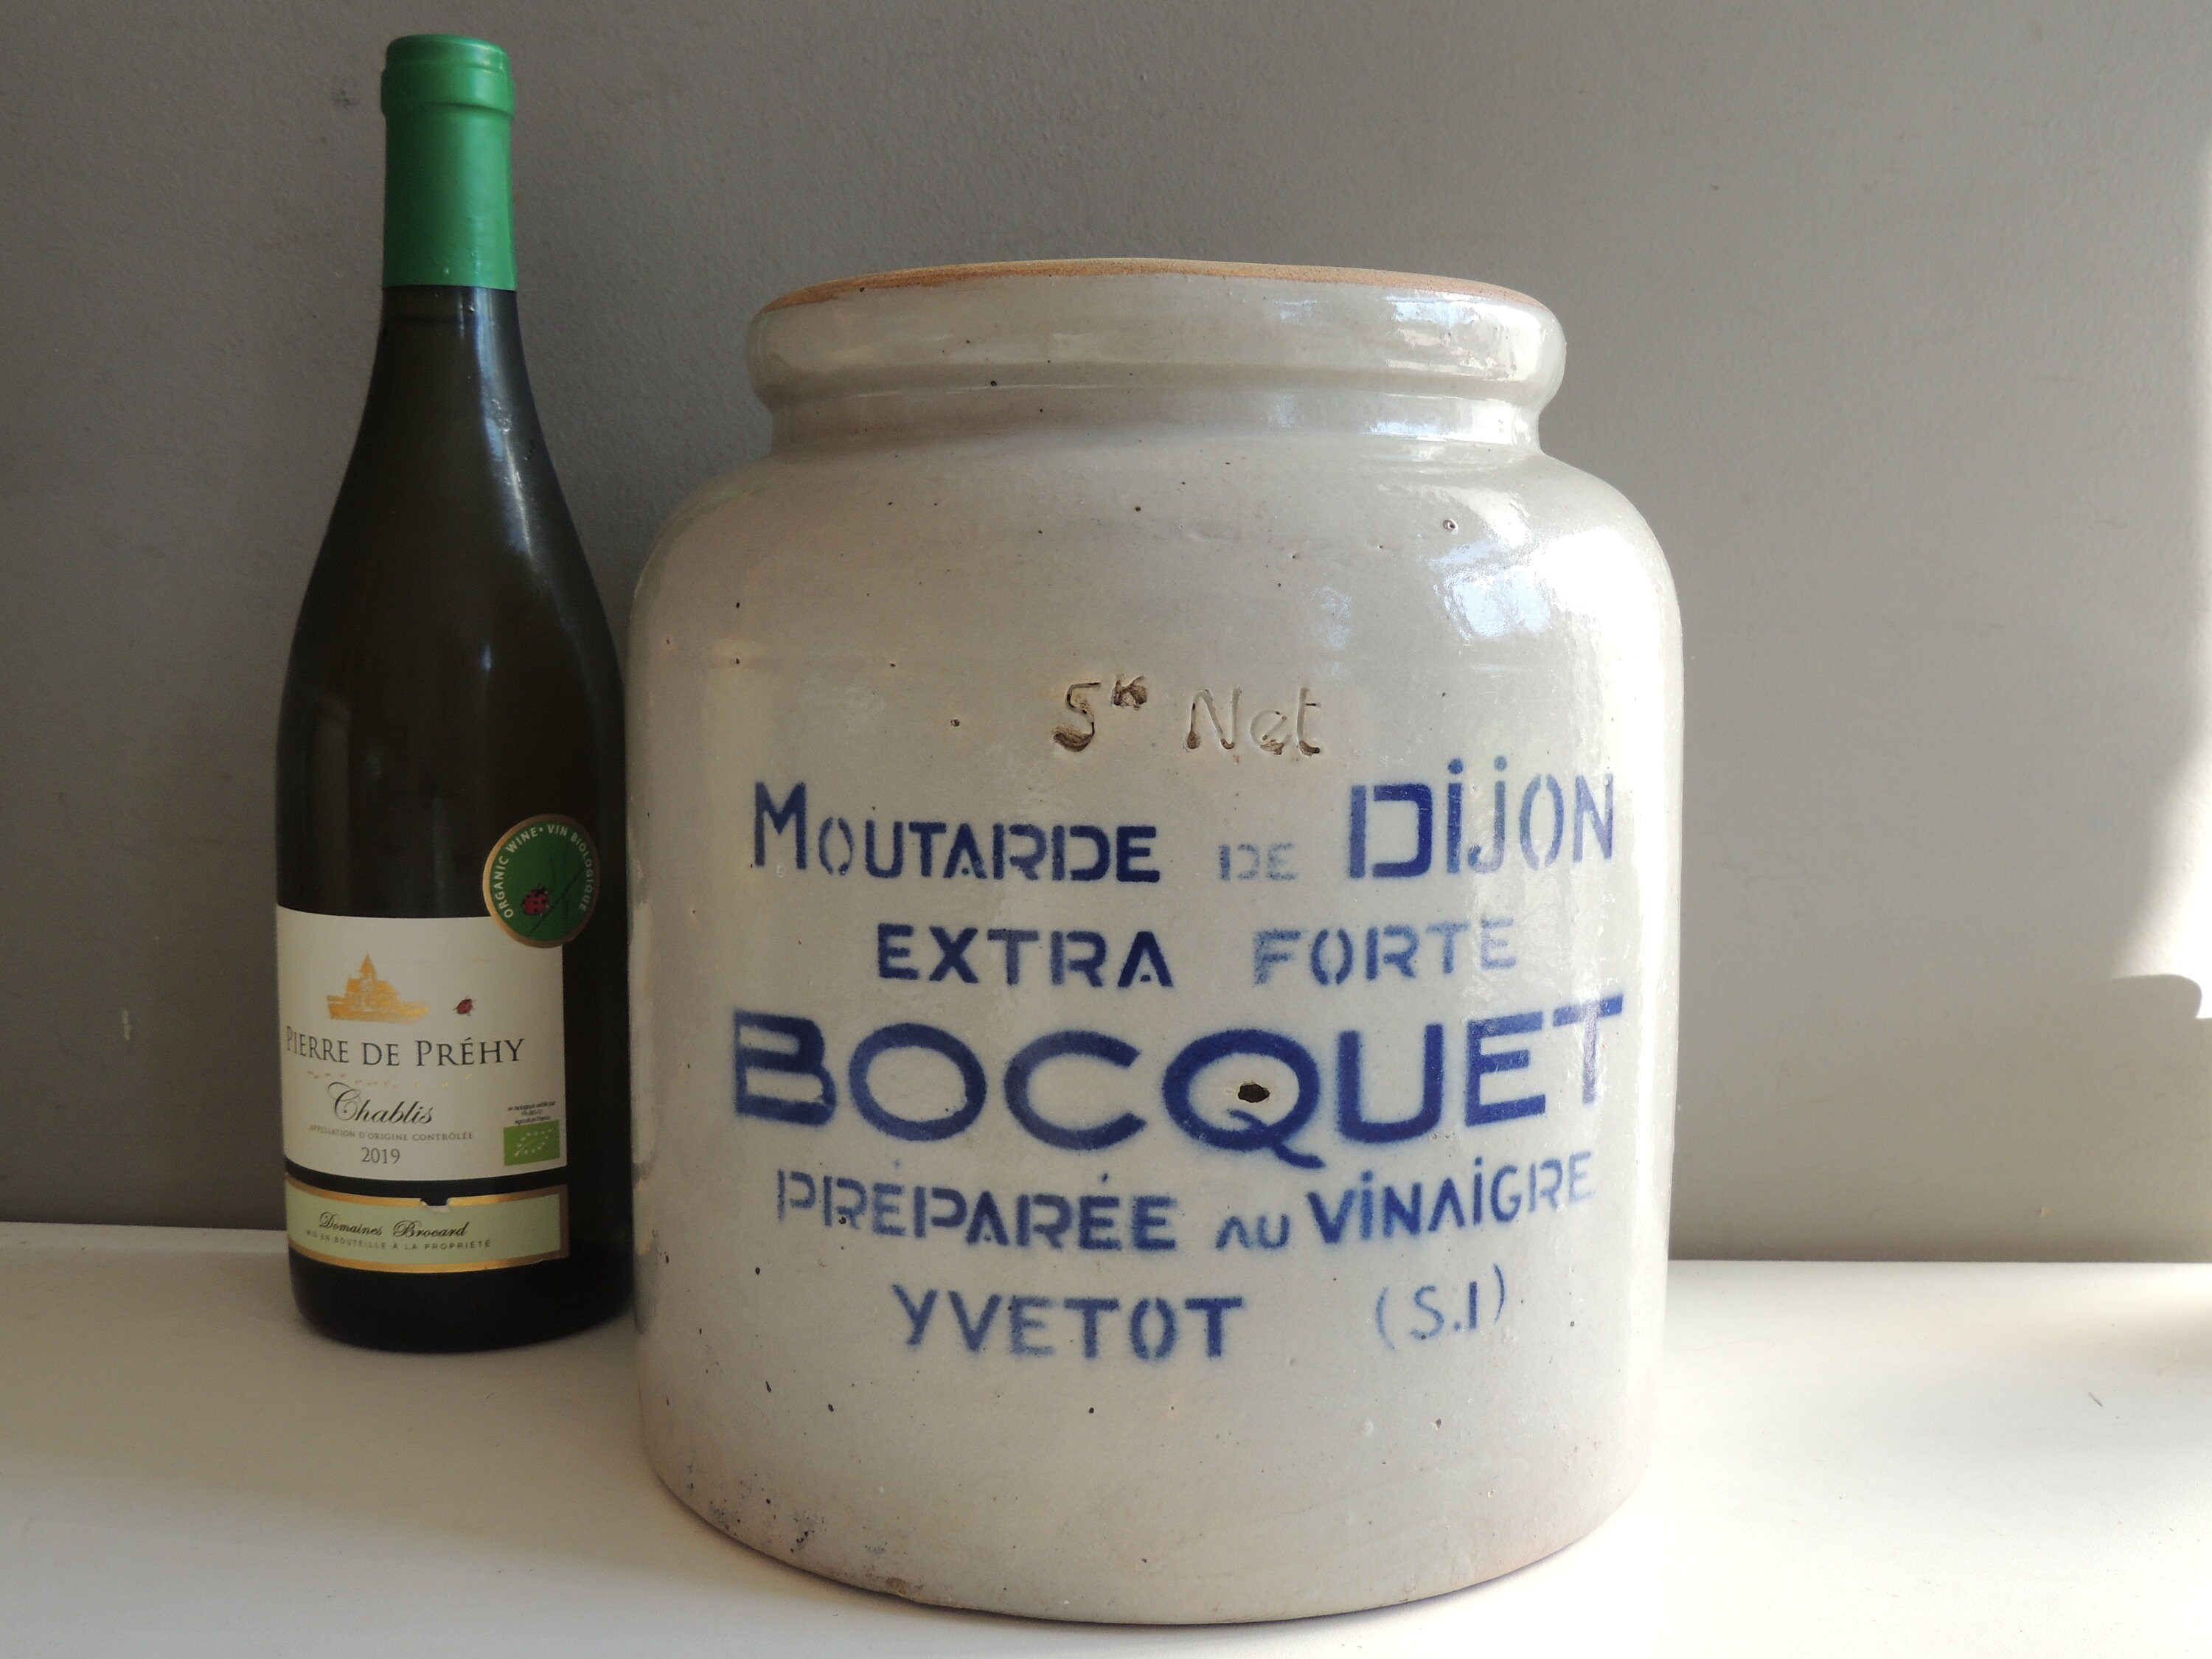 ORGANIC WINE • VIN BIOLOGIQUE
PIERRE DE PRÉHY
Chablis
APPELLATION D'ORIGINE CONTRÔLÉE
2019
Domaines Brocard
MIS EN BOUTEILLE À LA PROPRIÉTÉ
5K Net
MOUTARDE DE DIJON
EXTRA FORTE
BOCQUET
PRÉPARÉE AU VINAIGRE
YVETOT (S.I)